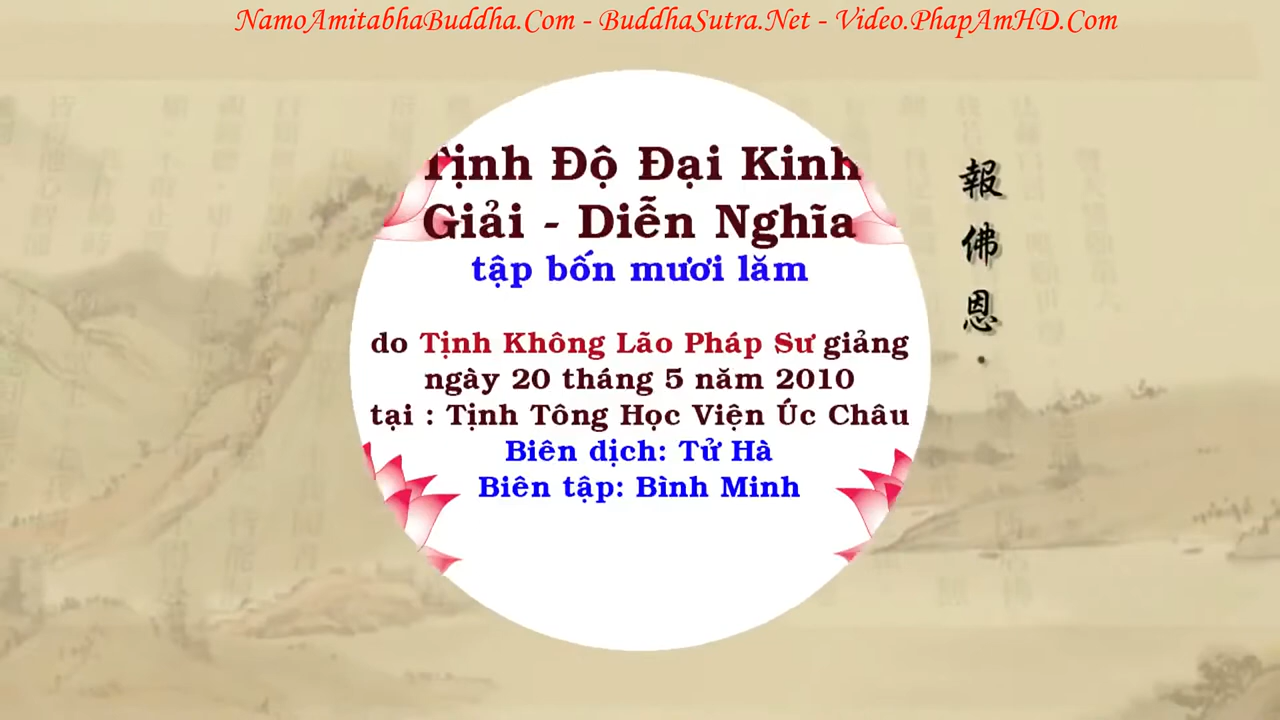 NamoAmitabhaBuddha.Com - BuddhaSutra.Net - Video.PhapAmHD.Com
Tịnh Độ Đại Kinh
Giải - Diễn Nghĩa
tập bốn mươi lăm
do Tịnh Không Lão Pháp Sư giảng
ngày 20 tháng 5 năm 2010
tại : Tịnh Tông Học Viện Úc Châu
Biên dịch: Tử Hà
Biên tập: Bình Minh
報佛恩.